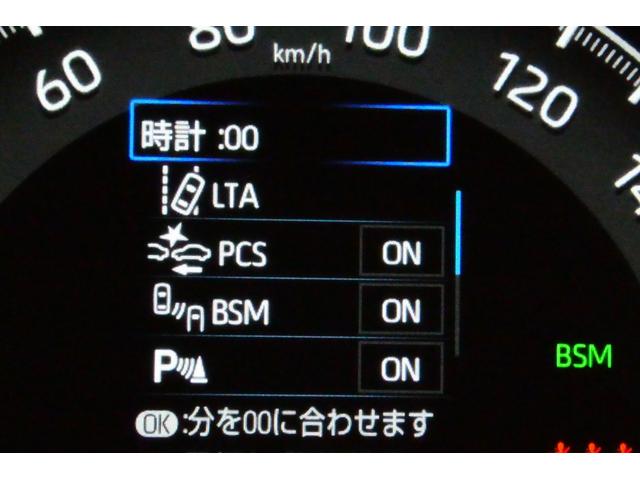 60 80 km/h 100 120
時計 :00
LTA
PCS ON
BSM ON
P ON
BSM
OK :分を00に合わせます